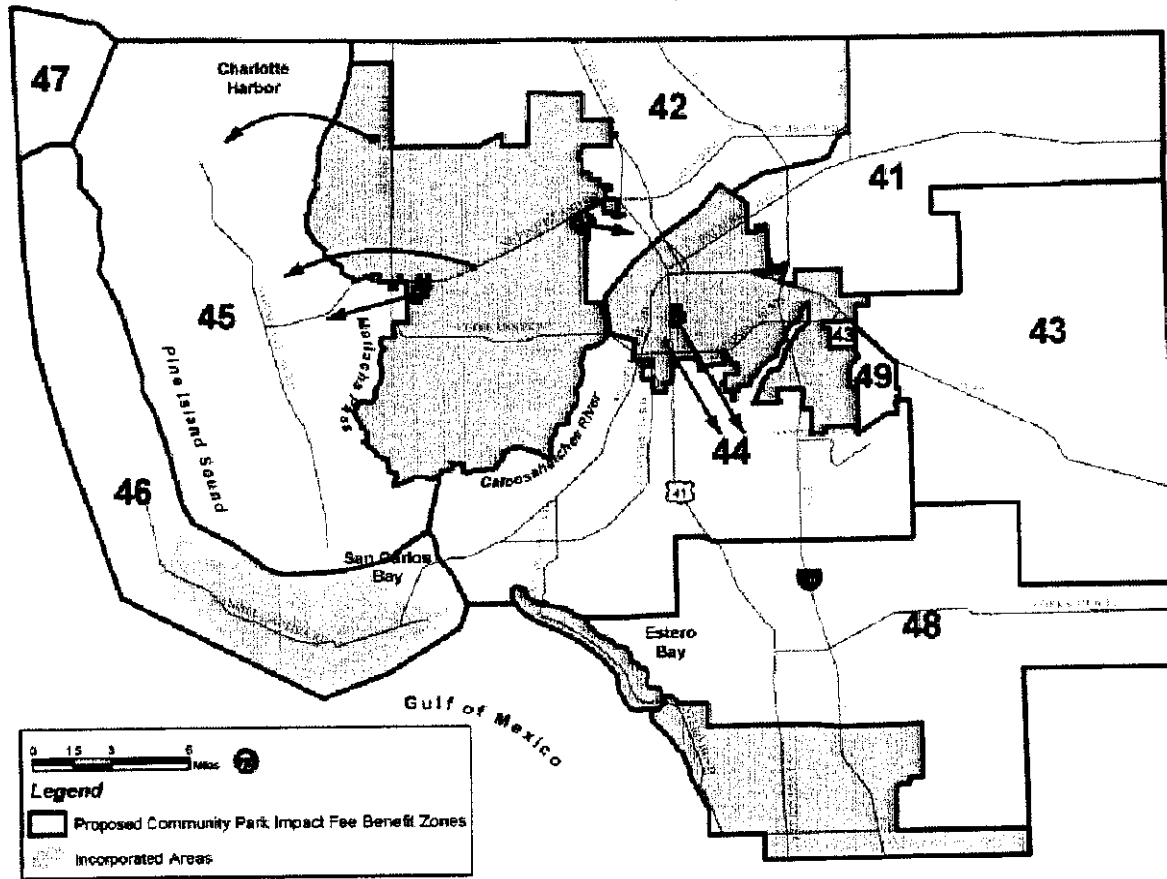 47
Charlotte
Harbor
42
41
45
43
43
49
Pine Island Sound
Matlacha Pass
44
Caloosahatchee River
41
46
San Carlos
Bay
48
Estero
Bay
Gulf of Mexico
0 1.5 3 6
Miles
Legend
Proposed Community Park Impact Fee Benefit Zones
Incorporated Areas